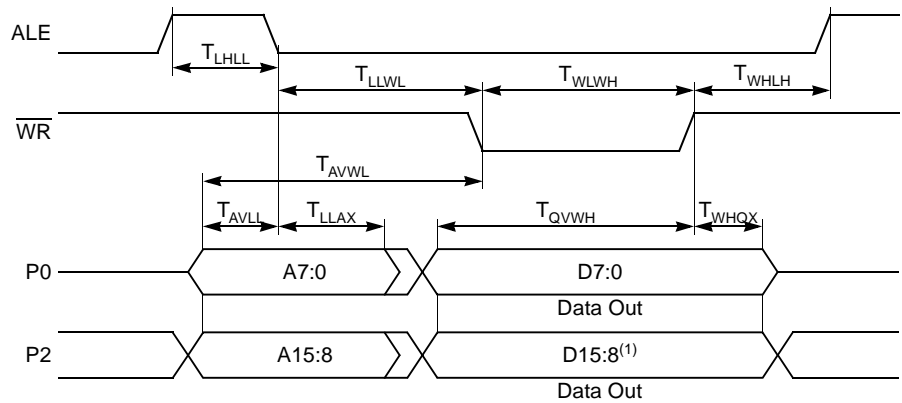 ALE
T_LHLL
T_LLWL
T_WLWH
T_WHLH
W̅R̅
T_AVWL
T_AVLL
T_LLAX
T_QVWH
T_WHQX
P0
A7:0
D7:0
Data Out
P2
A15:8
D15:8(1)
Data Out